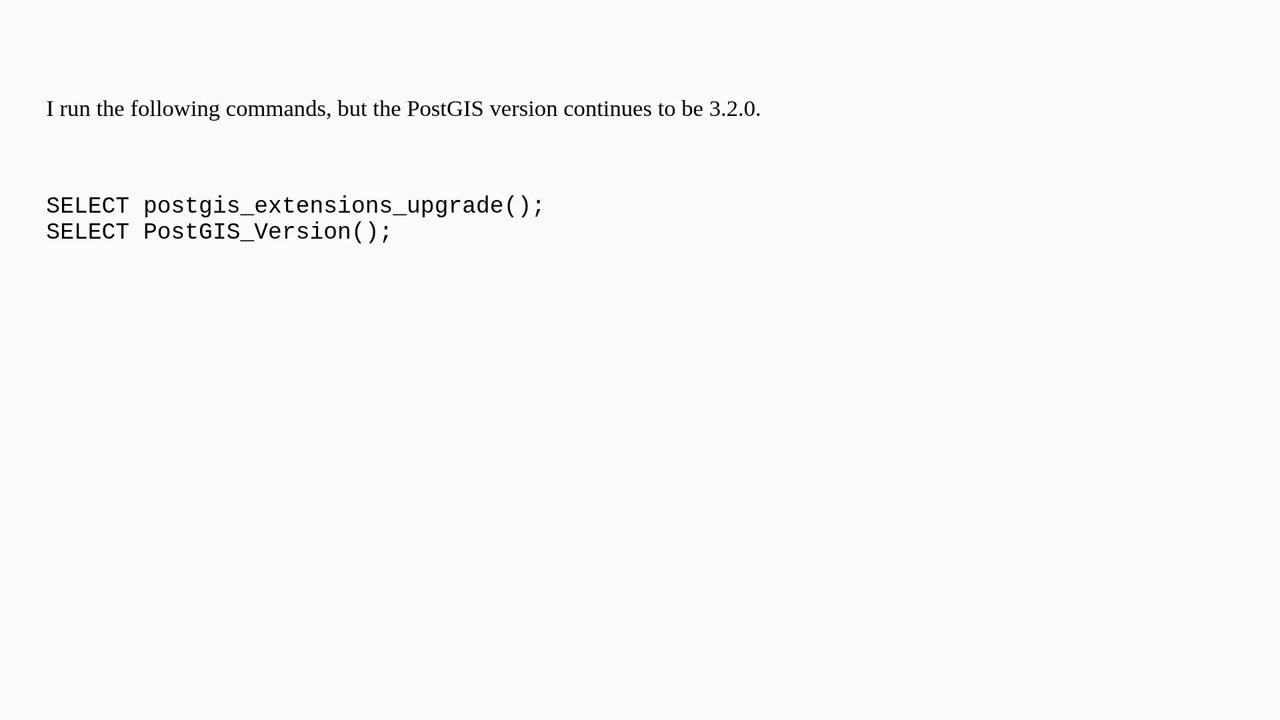 I run the following commands, but the PostGIS version continues to be 3.2.0.
SELECT postgis_extensions_upgrade();
SELECT PostGIS_Version();